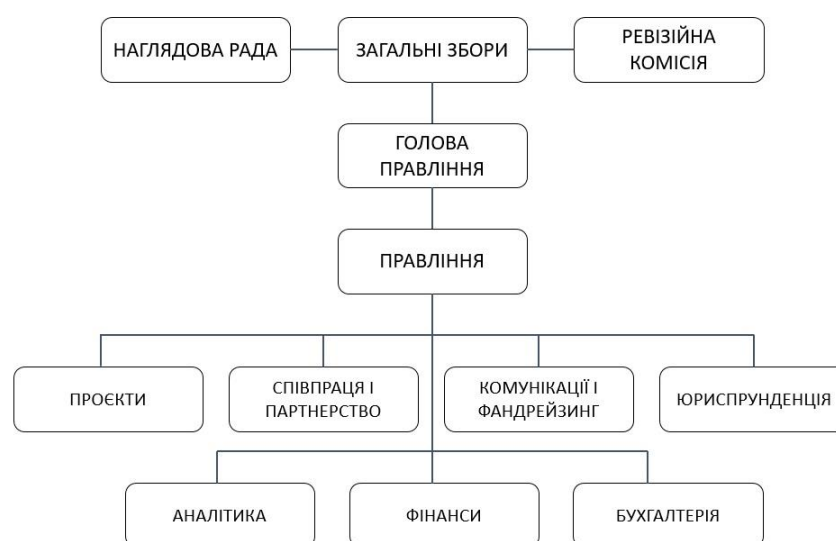 НАГЛЯДОВА РАДА
ЗАГАЛЬНІ ЗБОРИ
РЕВІЗІЙНА
КОМІСІЯ
ГОЛОВА
ПРАВЛІННЯ
ПРАВЛІННЯ
ПРОЄКТИ
СПІВПРАЦЯ І
ПАРТНЕРСТВО
КОМУНІКАЦІЇ І
ФАНДРЕЙЗИНГ
ЮРИСПРУНДЕНЦІЯ
АНАЛІТИКА
ФІНАНСИ
БУХГАЛТЕРІЯ